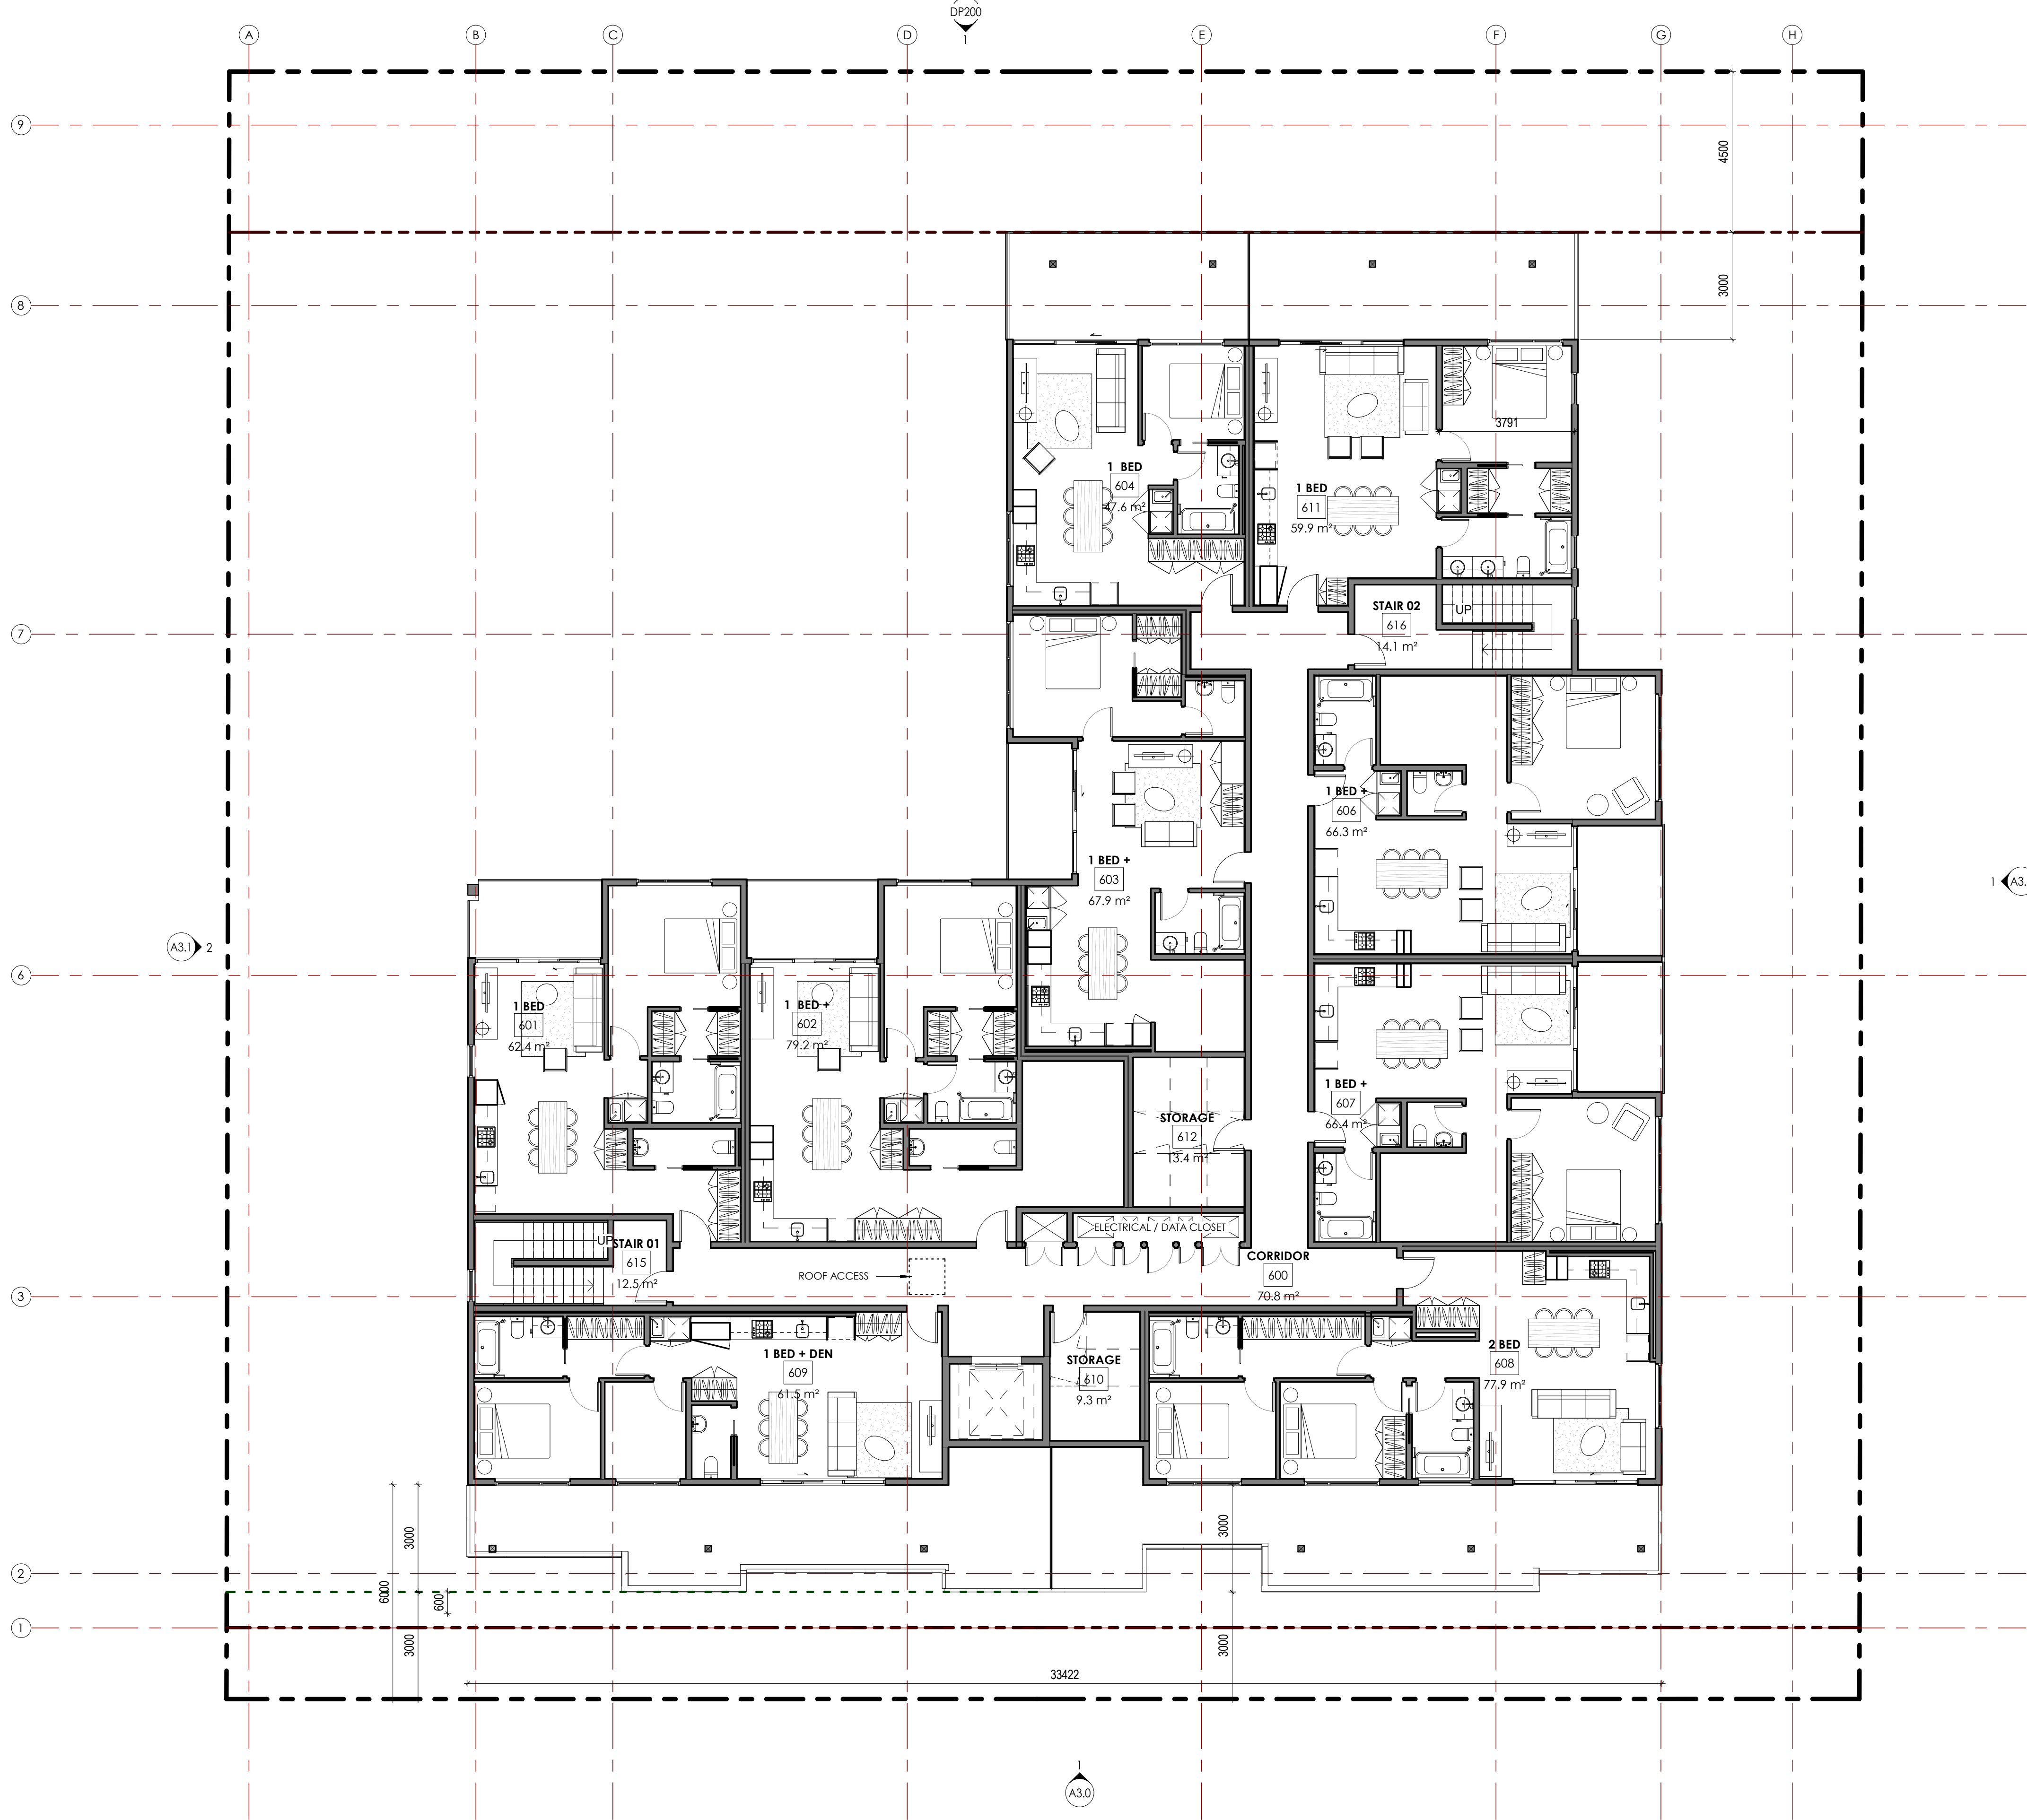 DP200
1
A
B
C
D
E
F
G
H
9
4500
8
3000
3791
1 BED
604
47.6 m²
1 BED
611
59.9 m²
STAIR 02
616
14.1 m²
UP
7
1 BED +
606
66.3 m²
1 BED +
603
67.9 m²
1
A3.
A3.1
2
6
1 BED
601
62.4 m²
1 BED +
602
79.2 m²
1 BED +
607
66.4 m²
STORAGE
612
13.4 m²
ELECTRICAL / DATA CLOSET
UP
STAIR 01
615
12.5 m²
CORRIDOR
600
70.8 m²
ROOF ACCESS
3
1 BED + DEN
609
61.5 m²
STORAGE
610
9.3 m²
2 BED
608
77.9 m²
3000
3000
2
6000
600
1
3000
3000
33422
1
A3.0